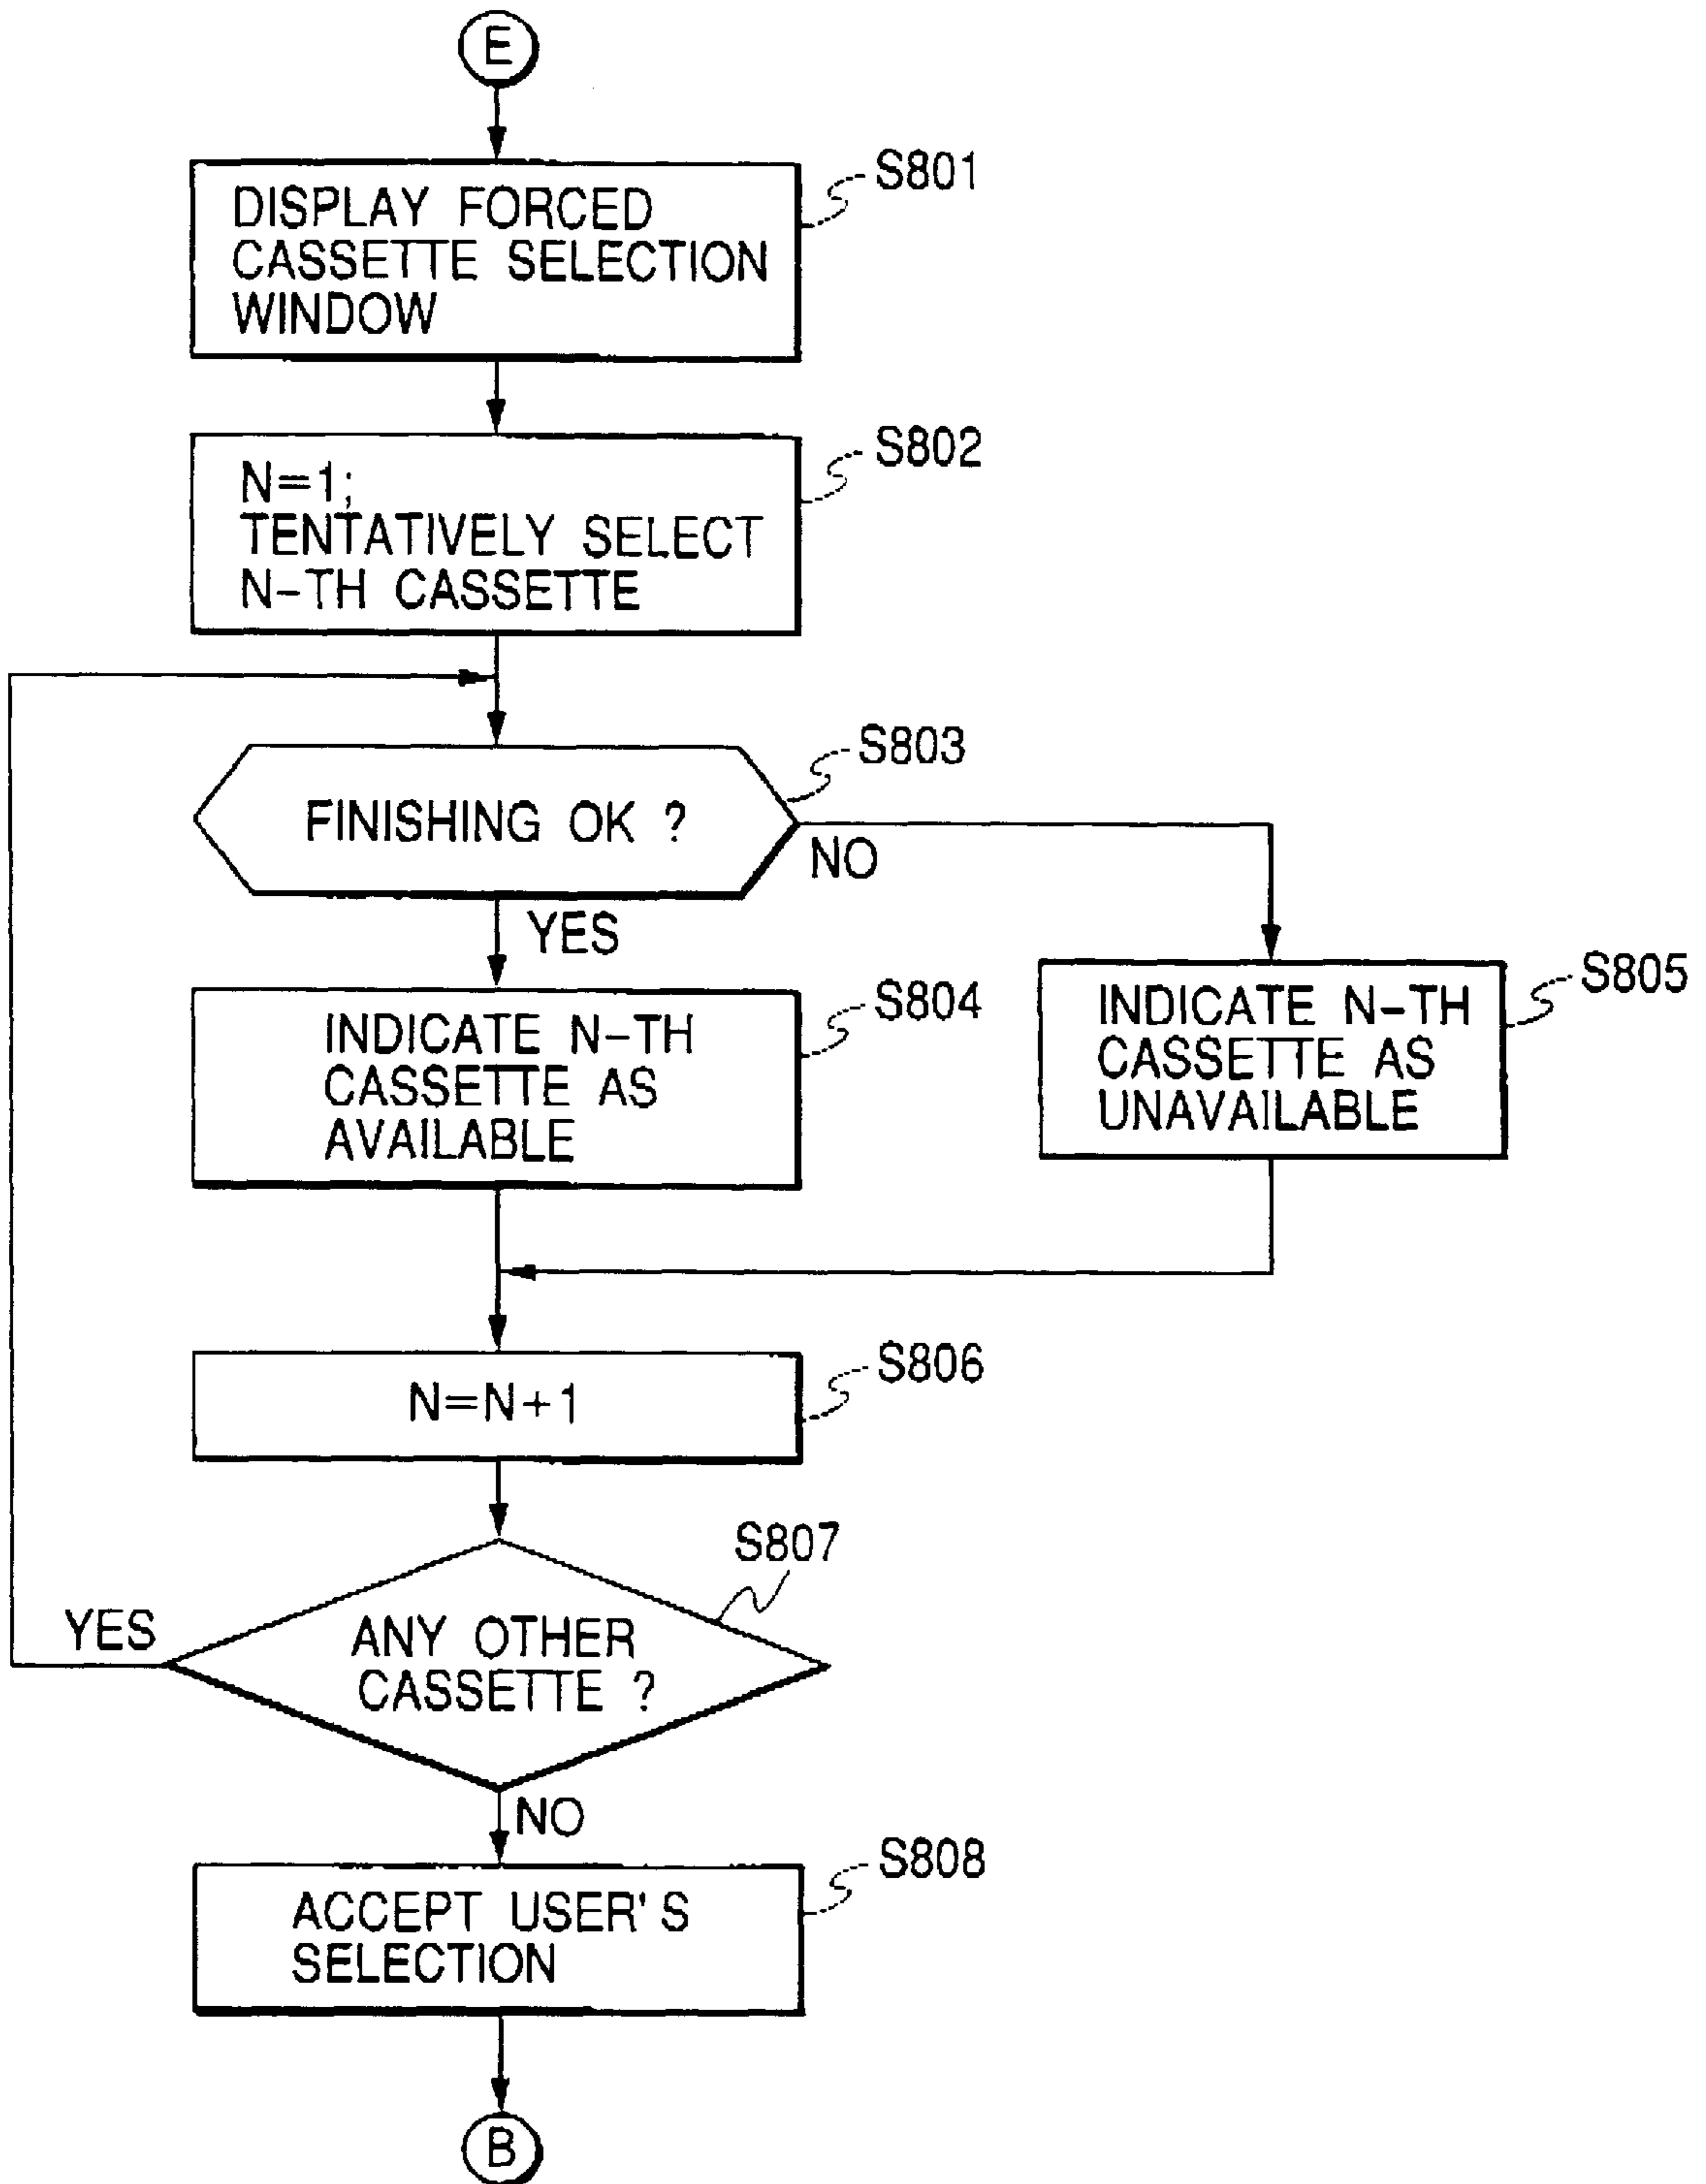 E
DISPLAY FORCED
CASSETTE SELECTION
WINDOW
S801
N=1;
TENTATIVELY SELECT
N-TH CASSETTE
S802
FINISHING OK ?
S803
NO
YES
INDICATE N-TH
CASSETTE AS
AVAILABLE
S804
INDICATE N-TH
CASSETTE AS
UNAVAILABLE
S805
N=N+1
S806
ANY OTHER
CASSETTE ?
S807
YES
NO
ACCEPT USER'S
SELECTION
S808
B